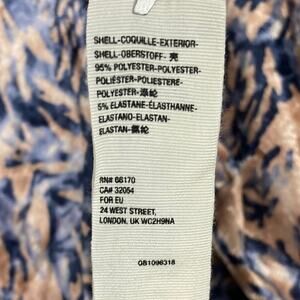 SHELL-COQUILLE-EXTERIOR-
SHELL-OBERSTOFF-売
95% POLYESTER-POLYESTER-
POLIÉSTER-POLIESTERE-
POLYESTER-涤纶
5% ELASTANE-ÉLASTHANNE-
ELASTANO-ELASTAN-
ELASTAN-氨纶
RN# 66170
CA# 32054
FOR EU
24 WEST STREET,
LONDON, UK WC2H9NA
OB1096318